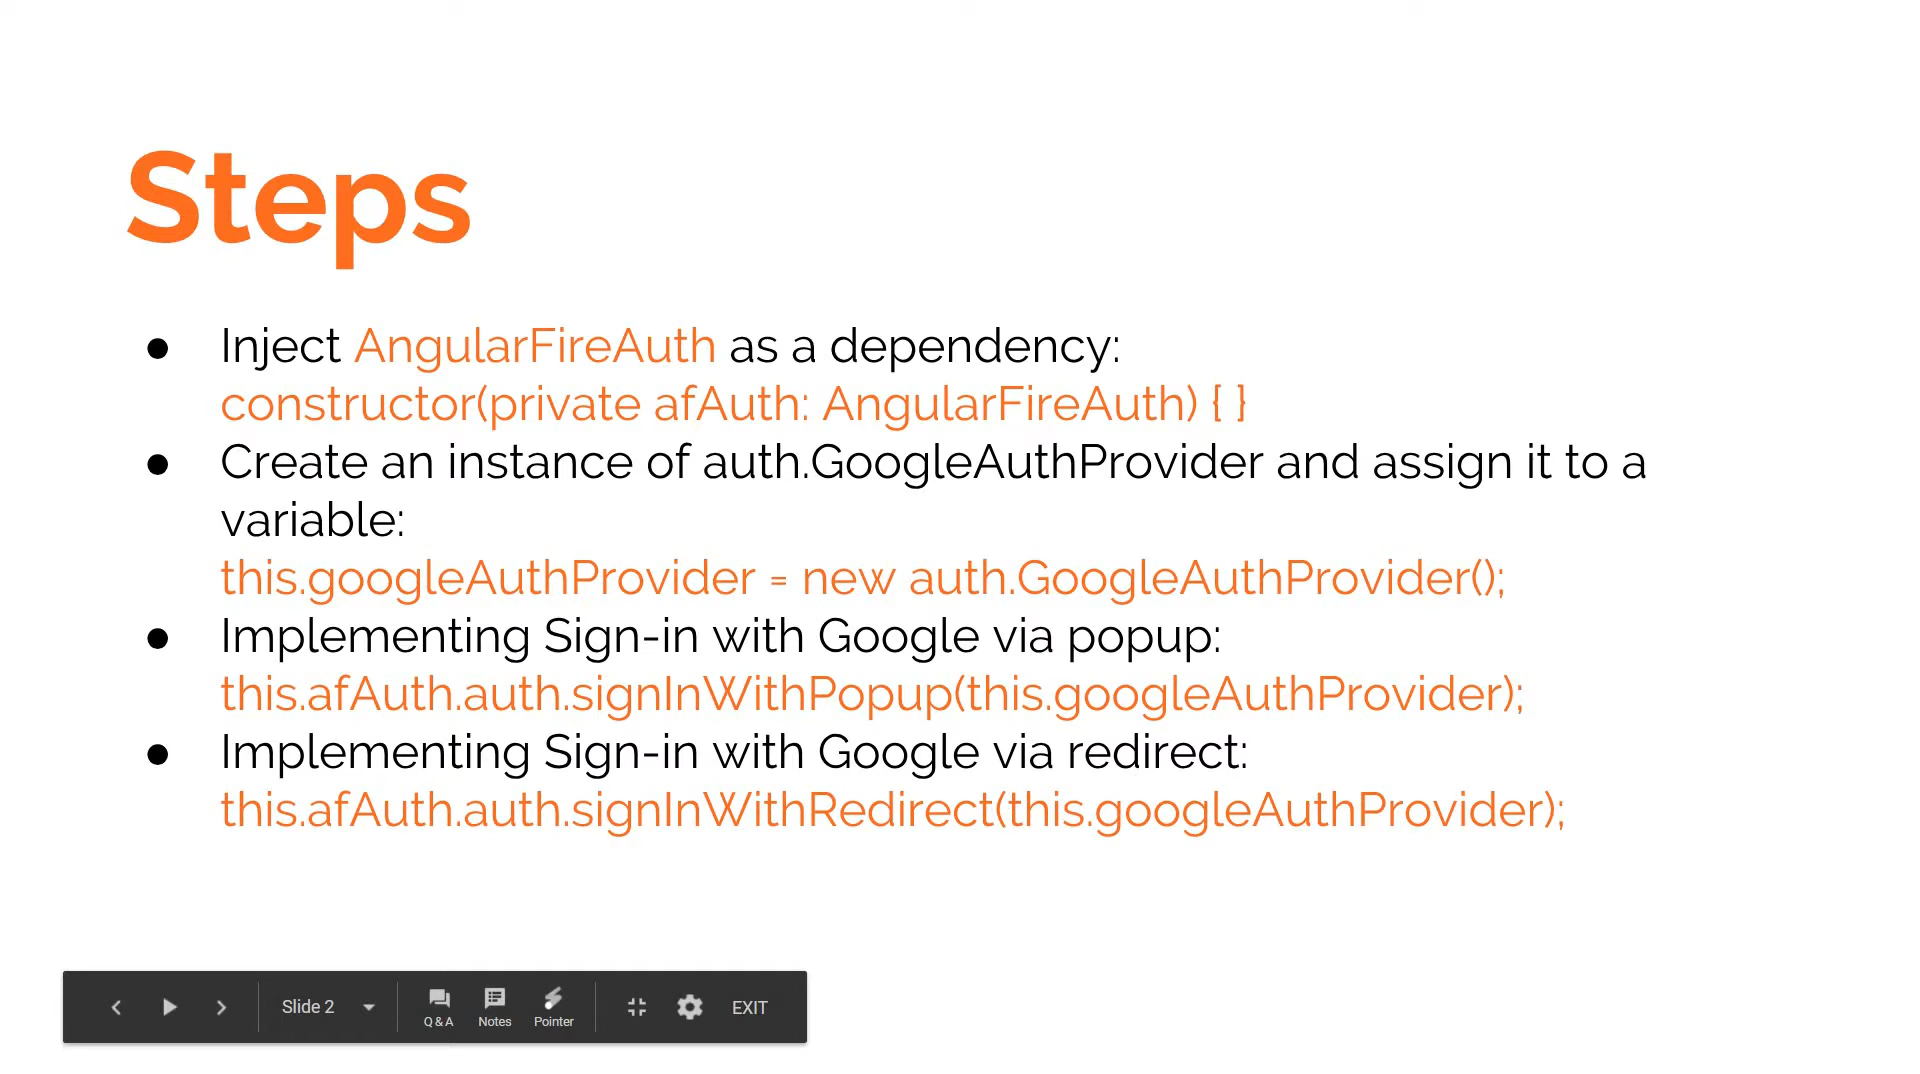 Steps
● Inject AngularFireAuth as a dependency:
constructor(private afAuth: AngularFireAuth) { }
● Create an instance of auth.GoogleAuthProvider and assign it to a
variable:
this.googleAuthProvider = new auth.GoogleAuthProvider();
● Implementing Sign-in with Google via popup:
this.afAuth.auth.signInWithPopup(this.googleAuthProvider);
● Implementing Sign-in with Google via redirect:
this.afAuth.auth.signInWithRedirect(this.googleAuthProvider);
Slide 2 Q & A Notes Pointer EXIT